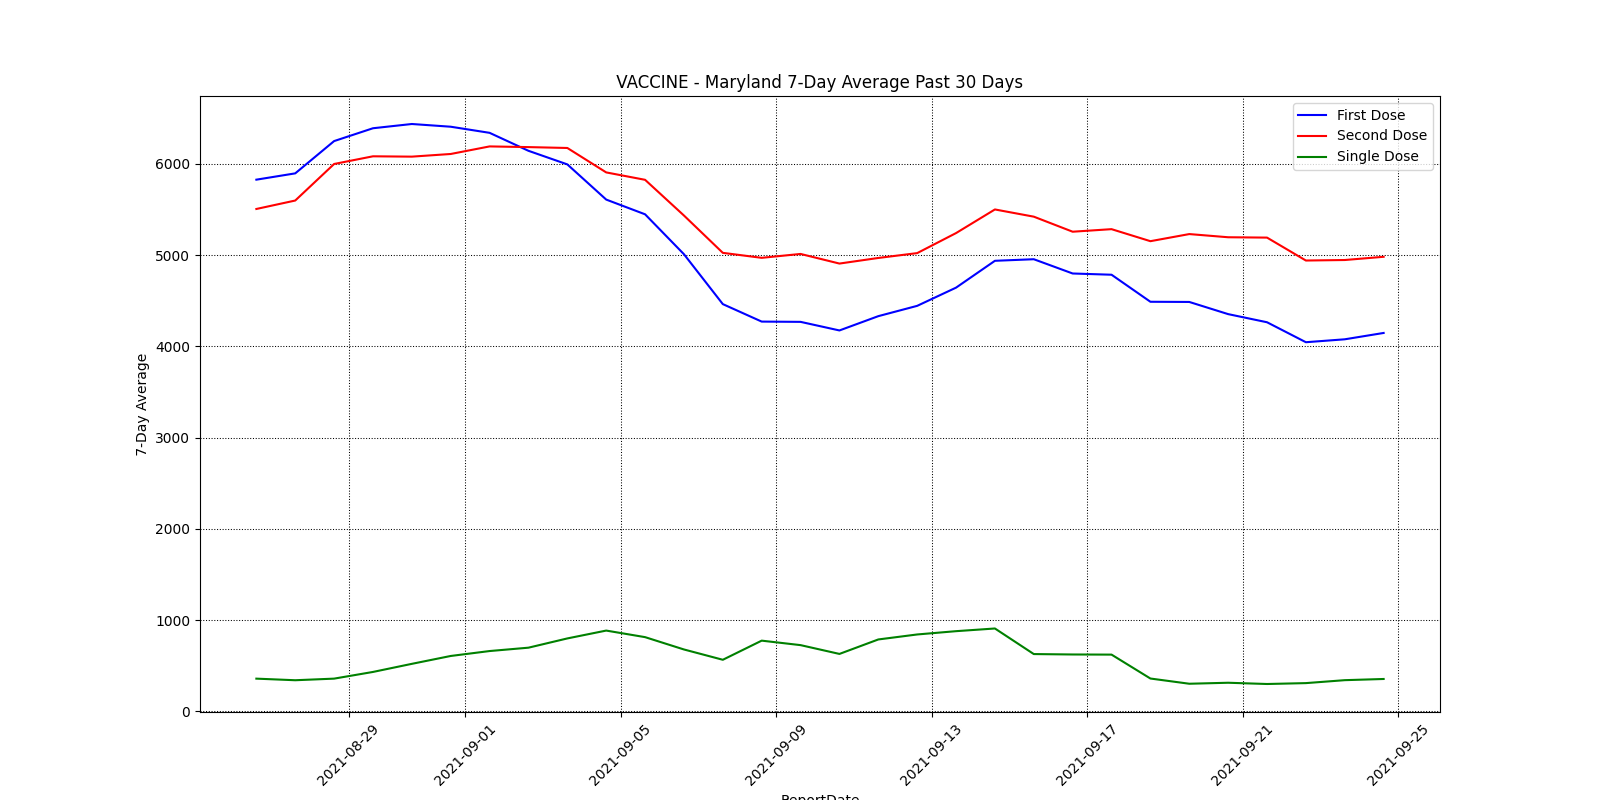 VACCINE - Maryland 7-Day Average Past 30 Days
First Dose
Second Dose
Single Dose
7-Day Average
6000
5000
4000
3000
2000
1000
0
2021-08-29
2021-09-01
2021-09-05
2021-09-09
2021-09-13
2021-09-17
2021-09-21
2021-09-25
ReportDate